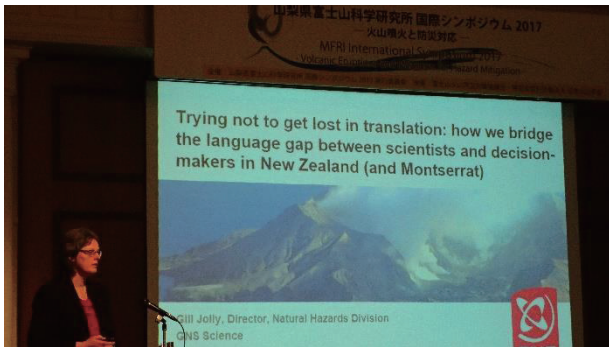 山梨県富士山科学研究所 国際シンポジウム 2017
― 火山噴火と防災対応 ―
MFRI International 2017
Volcanic Mitigation -
Trying not to get lost in translation: how we bridge
the language gap between scientists and decision-
makers in New Zealand (and Montserrat)
Gill Jolly, Director, Natural Hazards Division
GNS Science